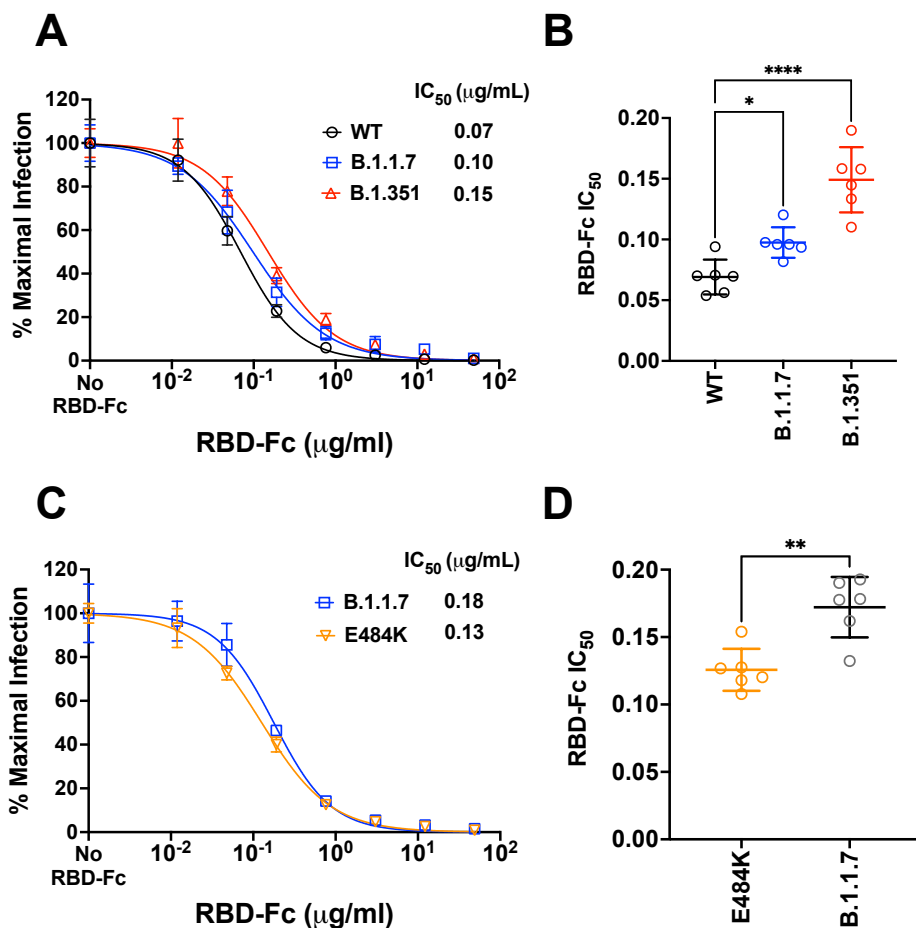 A
IC50 (μg/mL)
WT 0.07
B.1.1.7 0.10
B.1.351 0.15
% Maximal Infection
120
100
80
60
40
20
0
No RBD-Fc
10-2
10-1
100
101
102
RBD-Fc (μg/ml)
B
****
*
RBD-Fc IC50
0.20
0.15
0.10
0.05
0.00
WT
B.1.1.7
B.1.351
C
IC50 (μg/mL)
B.1.1.7 0.18
E484K 0.13
% Maximal Infection
120
100
80
60
40
20
0
No RBD-Fc
10-2
10-1
100
101
102
RBD-Fc (μg/ml)
D
**
RBD-Fc IC50
0.20
0.15
0.10
0.05
0.00
E484K
B.1.1.7